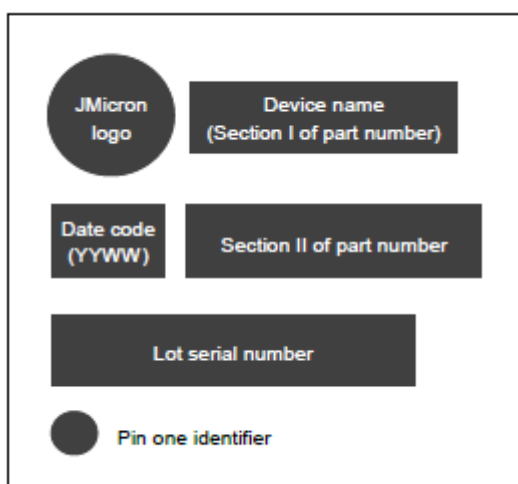 JMicron
logo
Device name
(Section I of part number)
Date code
(YYWW)
Section II of part number
Lot serial number
Pin one identifier